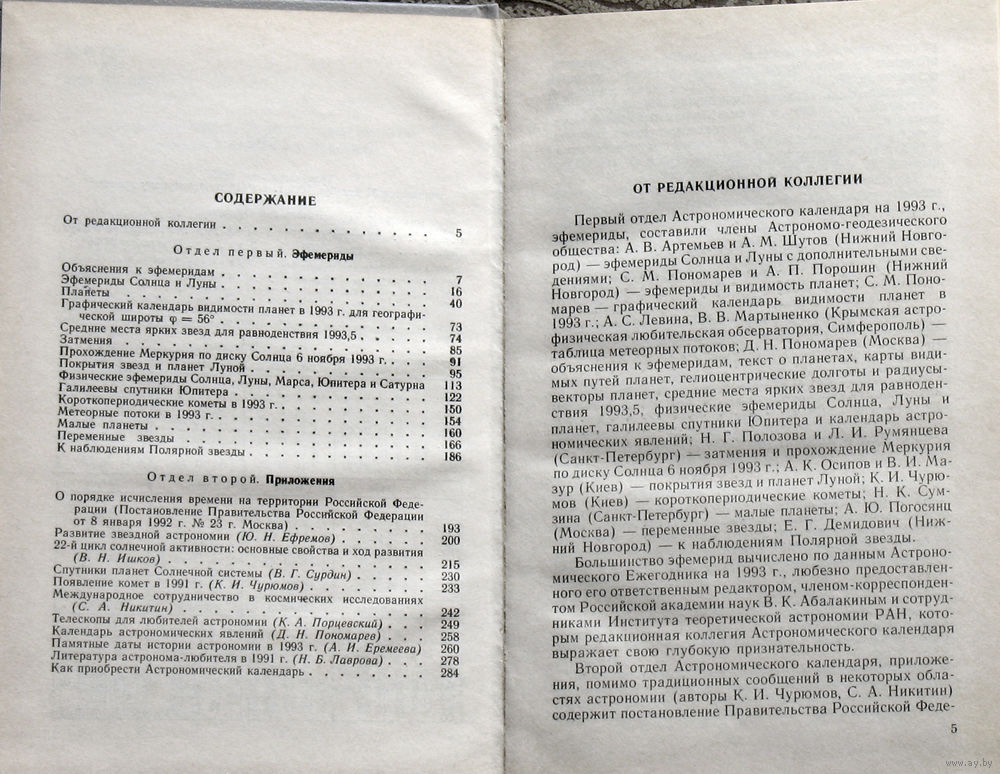 СОДЕРЖАНИЕ
От редакционной коллегии . . . . . . . . . . . . . 5
Отдел первый. Эфемериды
Объяснения к эфемеридам . . . . . . . . . . . . . 7
Эфемериды Солнца и Луны . . . . . . . . . . . . . 16
Планеты . . . . . . . . . . . . . 40
Графический календарь видимости планет в 1993 г. для географи-
ческой широты φ = 56° . . . . . . . . . . . . . 73
Средние места ярких звезд для равноденствия 1993,5 . . . . . 74
Затмения . . . . . . . . . . . . . 85
Прохождение Меркурия по диску Солнца 6 ноября 1993 г. . . . . 91
Покрытия звезд и планет Луной . . . . . . . . . . . . . 95
Физические эфемериды Солнца, Луны, Марса, Юпитера и Сатурна 113
Галилеевы спутники Юпитера . . . . . . . . . . . . . 122
Короткопериодические кометы в 1993 г. . . . . . . . . . . 150
Метеорные потоки в 1993 г. . . . . . . . . . . . . 154
Малые планеты . . . . . . . . . . . . . 160
Переменные звезды . . . . . . . . . . . . . 166
К наблюдениям Полярной звезды . . . . . . . . . . . . . 186
Отдел второй. Приложения
О порядке исчисления времени на территории Российской Феде-
рации (Постановление Правительства Российской Федерации
от 8 января 1992 г. № 23 г. Москва) . . . . . . . . . 193
Развитие звездной астрономии (Ю. Н. Ефремов) . . . . . . 200
22-й цикл солнечной активности: основные свойства и ход развития
(В. Н. Ишков) . . . . . . . . . . . . . 215
Спутники планет Солнечной системы (В. Г. Сурдин) . . . . . 230
Появление комет в 1991 г. (К. И. Чурюмов) . . . . . . . 233
Международное сотрудничество в космических исследованиях
(С. А. Никитин) . . . . . . . . . . . . . 242
Телескопы для любителей астрономии (К. А. Порцевский) . . . 249
Календарь астрономических явлений (Д. Н. Пономарев) . . . . 258
Памятные даты истории астрономии в 1993 г. (А. И. Еремеева) 260
Литература астронома-любителя в 1991 г. (Н. Б. Лаврова) . . . 278
Как приобрести Астрономический календарь . . . . . . . . 284
ОТ РЕДАКЦИОННОЙ КОЛЛЕГИИ
Первый отдел Астрономического календаря на 1993 г.,
эфемериды, составили члены Астрономо-геодезического
общества: А. В. Артемьев и А. М. Шутов (Нижний Новго-
род) — эфемериды Солнца и Луны с дополнительными све-
дениями; С. М. Пономарев и А. П. Порошин (Нижний
Новгород) — эфемериды и видимость планет; С. М. Поно-
марев — графический календарь видимости планет в
1993 г.; А. С. Левина, В. В. Мартыненко (Крымская астро-
физическая любительская обсерватория, Симферополь) —
таблица метеорных потоков; Д. Н. Пономарев (Москва) —
объяснения к эфемеридам, текст о планетах, карты види-
мых путей планет, гелиоцентрические долготы и радиусы-
векторы планет, средние места ярких звезд для равноден-
ствия 1993,5, физические эфемериды Солнца, Луны и
планет, галилеевы спутники Юпитера и календарь астро-
номических явлений; Н. Г. Полозова и Л. И. Румянцева
(Санкт-Петербург) — затмения и прохождение Меркурия
по диску Солнца 6 ноября 1993 г.; А. К. Осипов и В. И. Ма-
зур (Киев) — покрытия звезд и планет Луной; К. И. Чурю-
мов (Киев) — короткопериодические кометы; Н. К. Сум-
зина (Санкт-Петербург) — малые планеты; А. Ю. Погосянц
(Москва) — переменные звезды; Е. Г. Демидович (Ниж-
ний Новгород) — к наблюдениям Полярной звезды.
Большинство эфемерид вычислено по данным Астроно-
мического Ежегодника на 1993 г., любезно предоставлен-
ного его ответственным редактором, членом-корреспонден-
том Российской академии наук В. К. Абалакиным и сотруд-
никами Института теоретической астрономии РАН, кото-
рым редакционная коллегия Астрономического календаря
выражает свою глубокую признательность.
Второй отдел Астрономического календаря, приложе-
ния, помимо традиционных сообщений в некоторых обла-
стях астрономии (авторы К. И. Чурюмов, С. А. Никитин)
содержит постановление Правительства Российской Феде-
5
www.ay.by